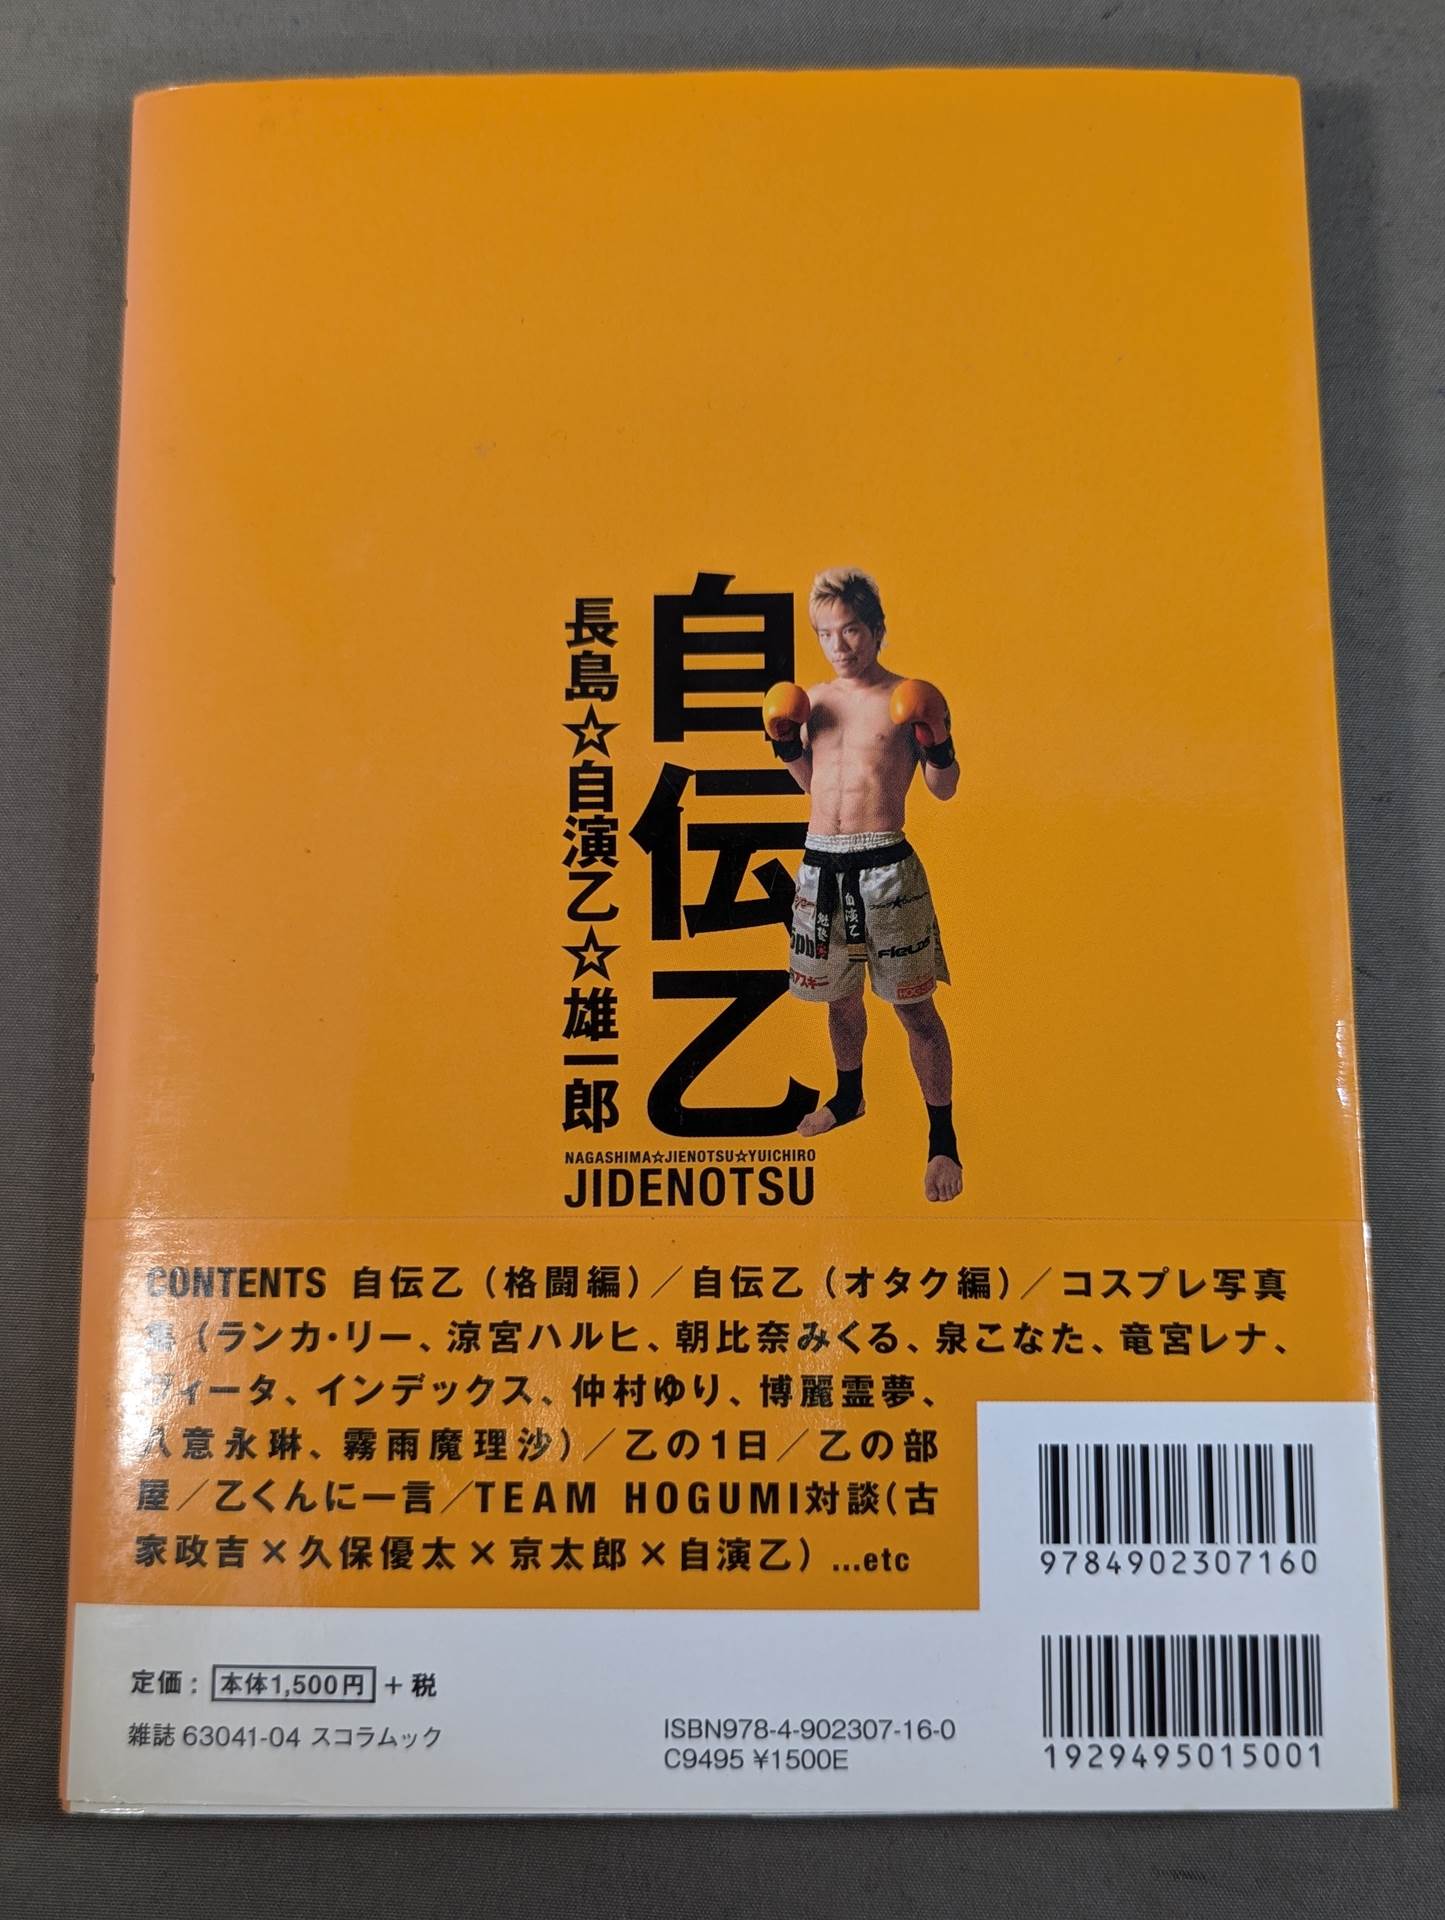 自伝乙
長島☆自演乙☆雄一郎
NAGASHIMA☆JIENOTSU☆YUICHIRO
JIDENOTSU
自演乙
魁塾
FIELDS
CONTENTS 自伝乙（格闘編）／自伝乙（オタク編）／コスプレ写真
集（ランカ・リー、涼宮ハルヒ、朝比奈みくる、泉こなた、竜宮レナ、
ヴィータ、インデックス、仲村ゆり、博麗霊夢、
八意永琳、霧雨魔理沙）／乙の1日／乙の部
屋／乙くんに一言／TEAM HOGUMI対談（古
家政吉×久保優太×京太郎×自演乙）…etc
9784902307160
1929495015001
定価： 本体1,500円 ＋税
雑誌 63041-04 スコラムック
ISBN978-4-902307-16-0
C9495 ¥1500E